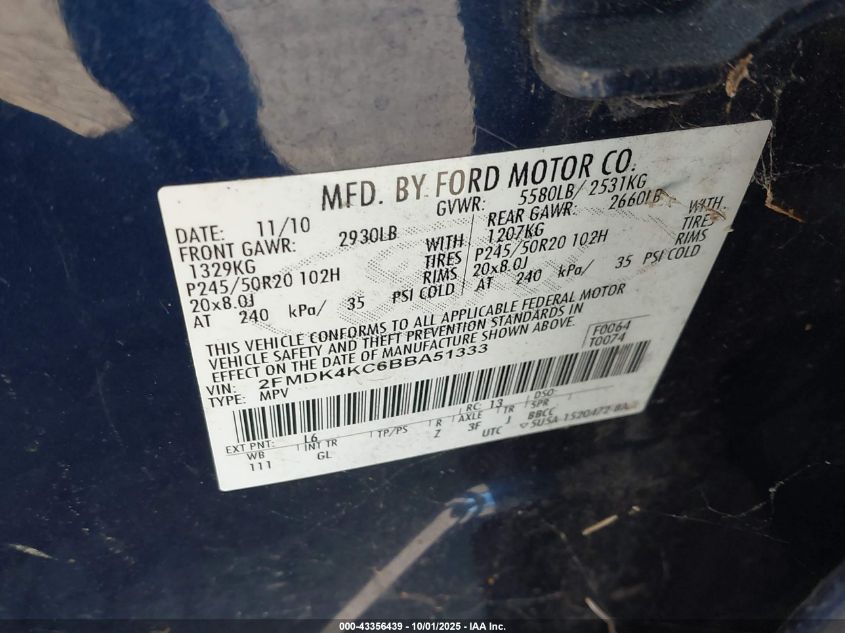 MFD. BY FORD MOTOR CO.
DATE: 11/10 GVWR: 5580LB/ 2531KG
FRONT GAWR: 2930LB REAR GAWR: 2660LB
1329KG WITH 1207KG WITH
P245/50R20 102H TIRES P245/50R20 102H TIRES
20x8.0J RIMS 20x8.0J RIMS
AT 240 kPa/ 35 PSI COLD AT 240 kPa/ 35 PSI COLD
THIS VEHICLE CONFORMS TO ALL APPLICABLE FEDERAL MOTOR
VEHICLE SAFETY AND THEFT PREVENTION STANDARDS IN
EFFECT ON THE DATE OF MANUFACTURE SHOWN ABOVE.
F0064
T0074
VIN: 2FMDK4KC6BBA51333
TYPE: MPV
EXT PNT: L6 RC: 13 DSO:
WB INT TR TP/PS R AXLE TR SPR
111 GL Z 3F J BBCC
UTC 5U5A-1520472-BA
000-43356439 - 10/01/2025 - IAA Inc.